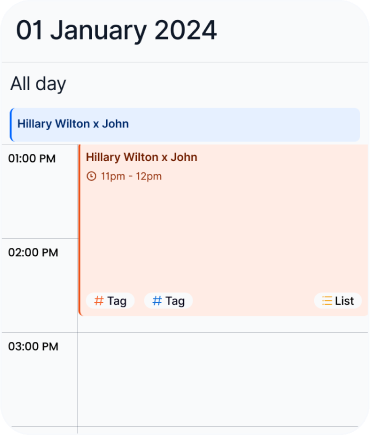 01 January 2024
All day
Hillary Wilton x John
01:00 PM
Hillary Wilton x John
11pm - 12pm
02:00 PM
# Tag # Tag List
03:00 PM